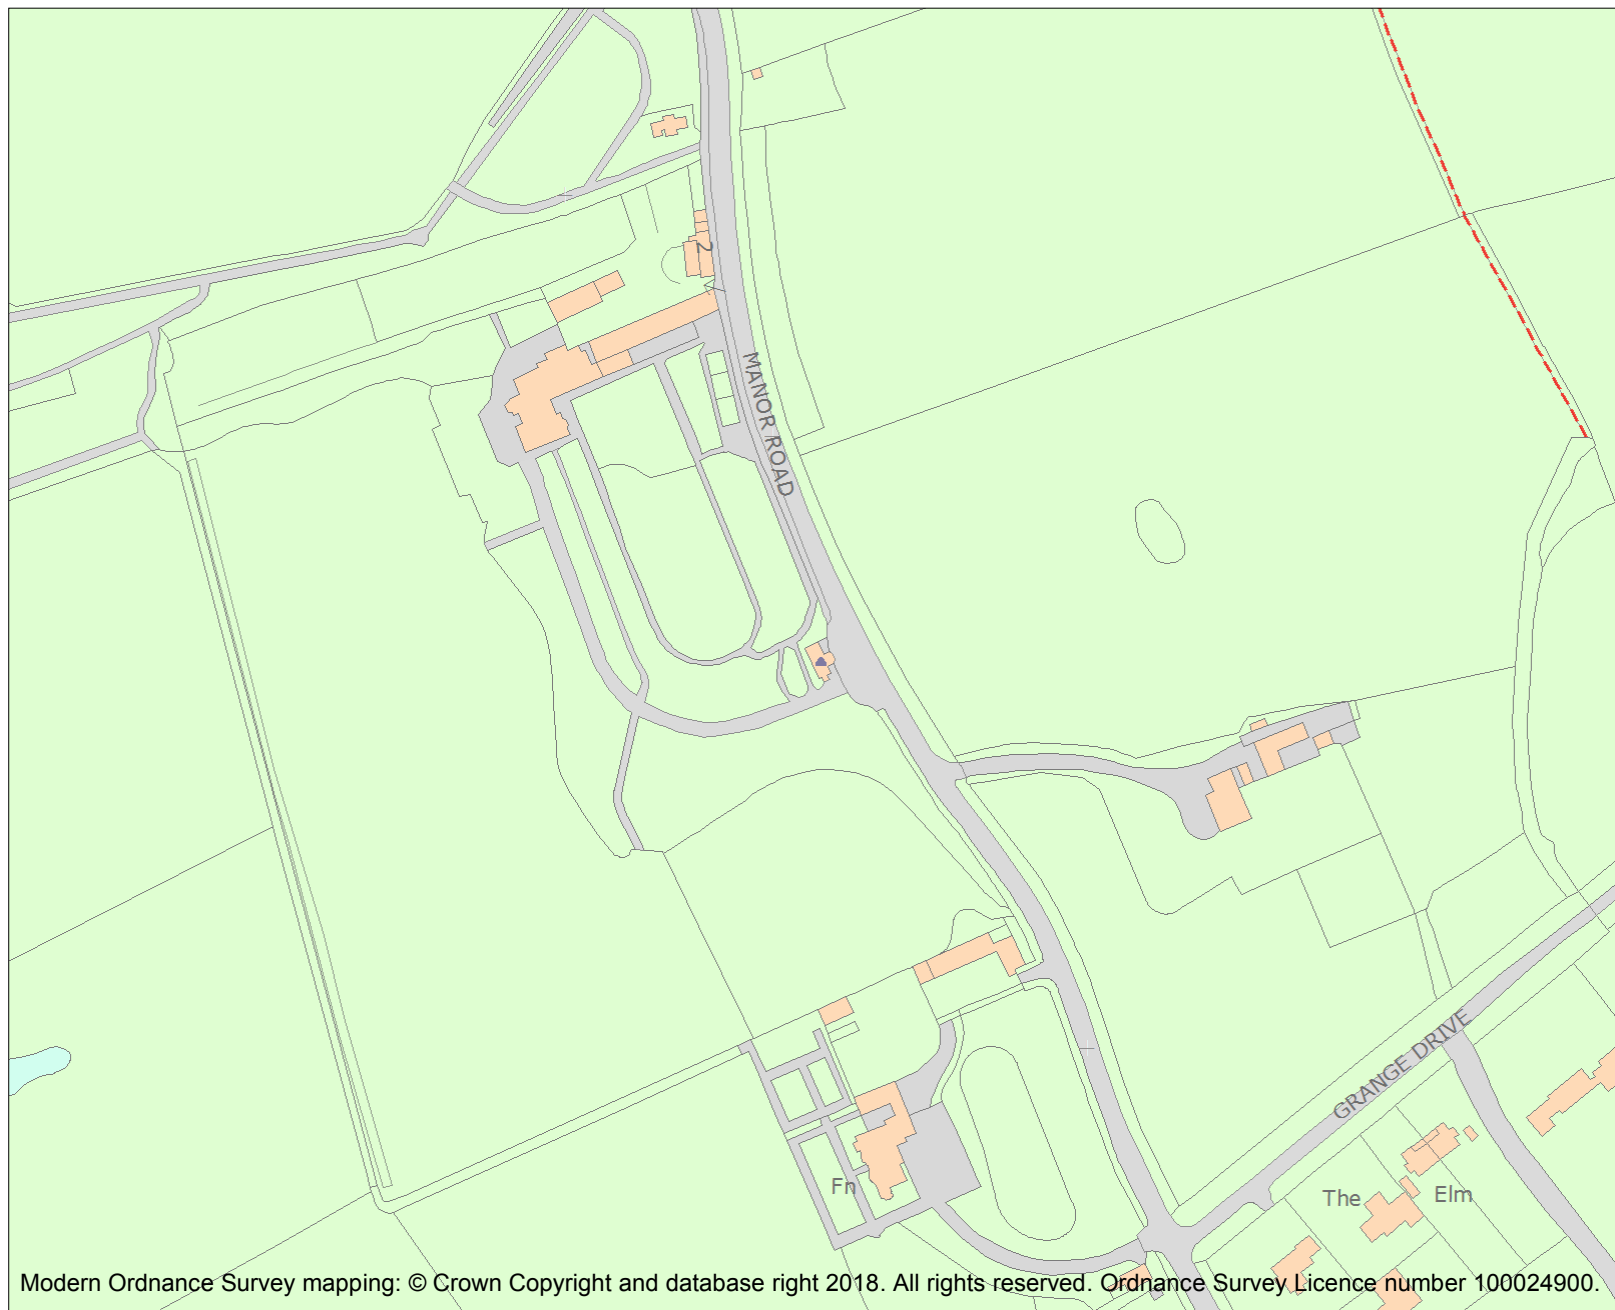 2
MANOR ROAD
GRANGE DRIVE
Fn
The
Elm
Modern Ordnance Survey mapping: © Crown Copyright and database right 2018. All rights reserved. Ordnance Survey Licence number 100024900.